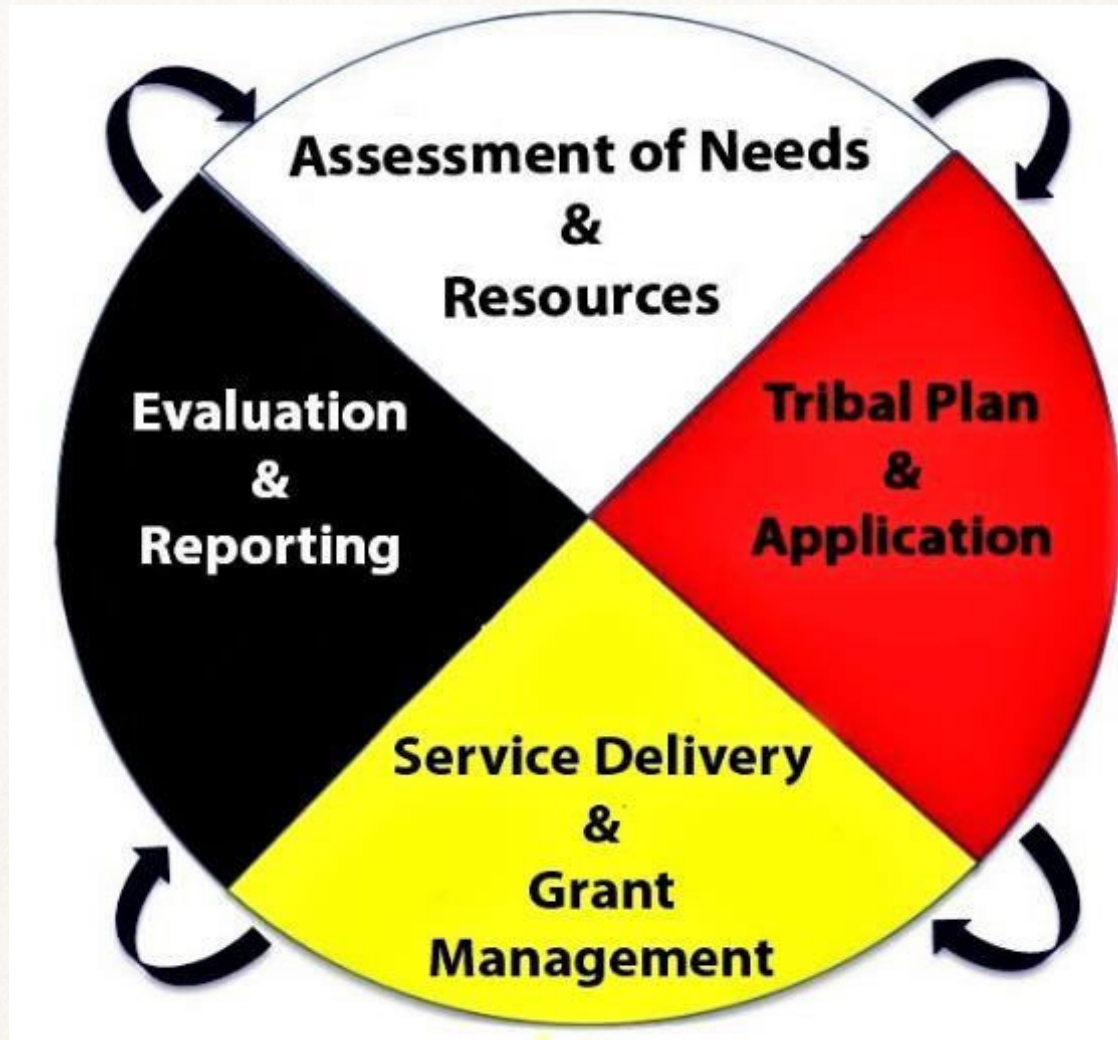 Assessment of Needs
&
Resources
Tribal Plan
&
Application
Service Delivery
&
Grant
Management
Evaluation
&
Reporting